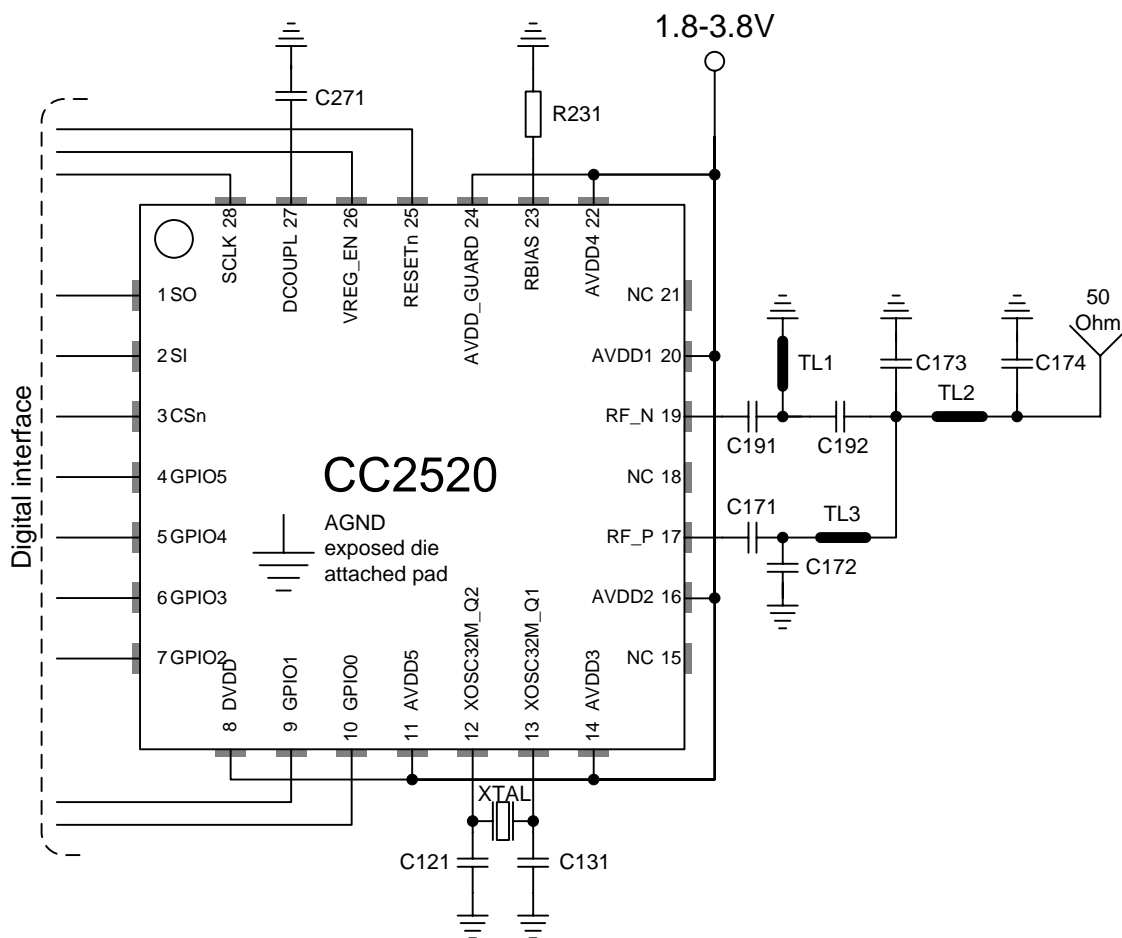 1.8-3.8V
C271
R231
SCLK 28
DCOUPL 27
VREG_EN 26
RESETn 25
AVDD_GUARD 24
RBIAS 23
AVDD4 22
1 SO
2 SI
3 CSn
4 GPIO5
5 GPIO4
6 GPIO3
7 GPIO2
Digital interface
CC2520
AGND
exposed die
attached pad
NC 21
AVDD1 20
RF_N 19
NC 18
RF_P 17
AVDD2 16
NC 15
8 DVDD
9 GPIO1
10 GPIO0
11 AVDD5
12 XOSC32M_Q2
13 XOSC32M_Q1
14 AVDD3
TL1
C173
C174
50
Ohm
TL2
C191
C192
C171
TL3
C172
XTAL
C121
C131